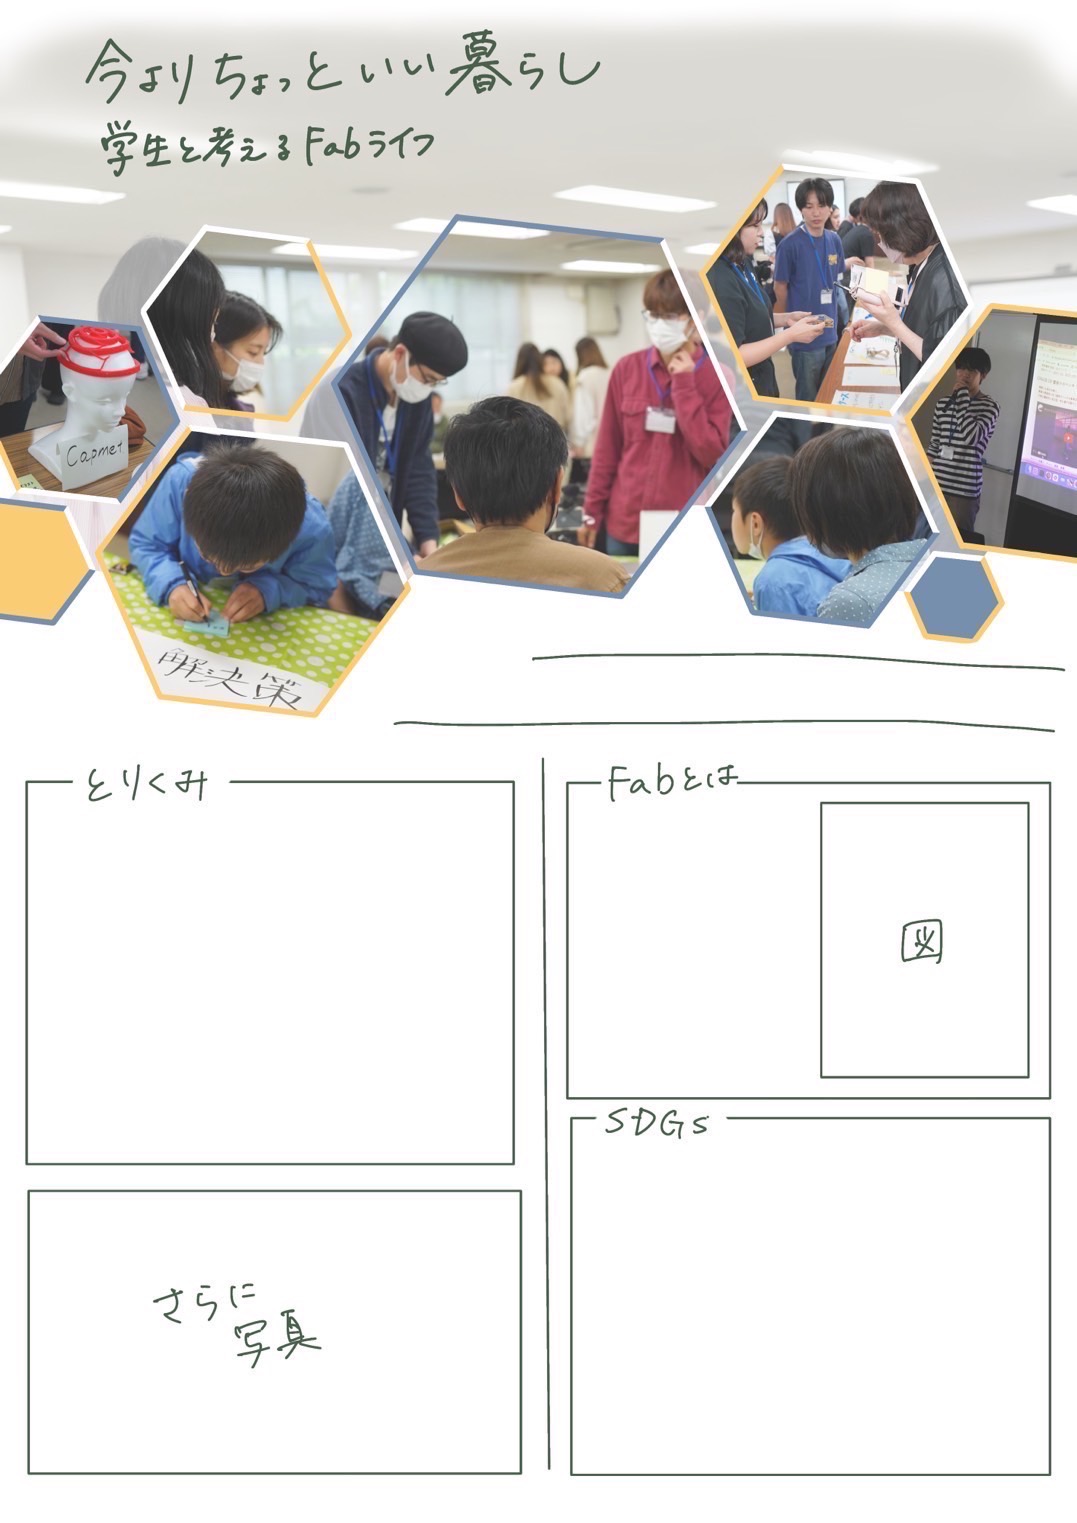 今よりちょっといい暮らし
学生と考えるFabライフ
Capmet
解決策
とりくみ
Fabとは
図
SDGs
さらに
写真